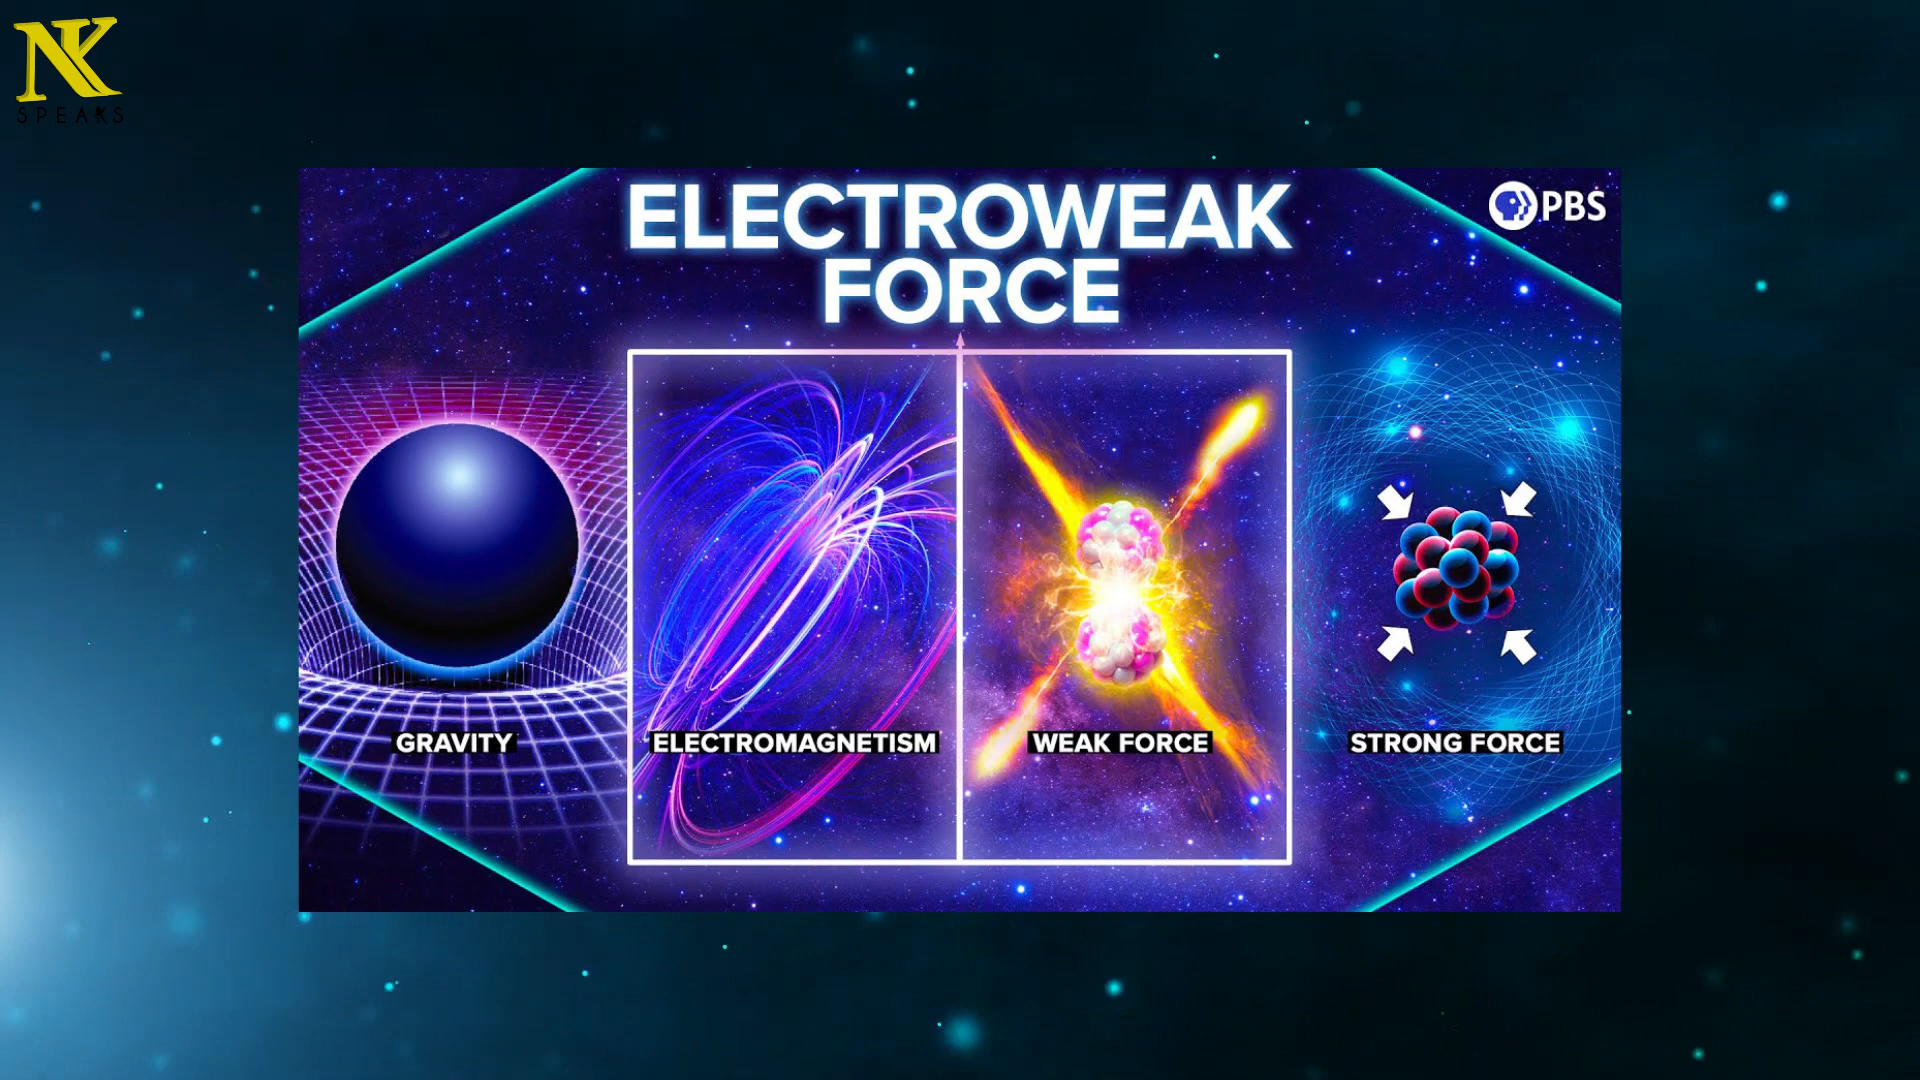 NK
SPEAKS
ELECTROWEAK
FORCE
PBS
GRAVITY
ELECTROMAGNETISM
WEAK FORCE
STRONG FORCE